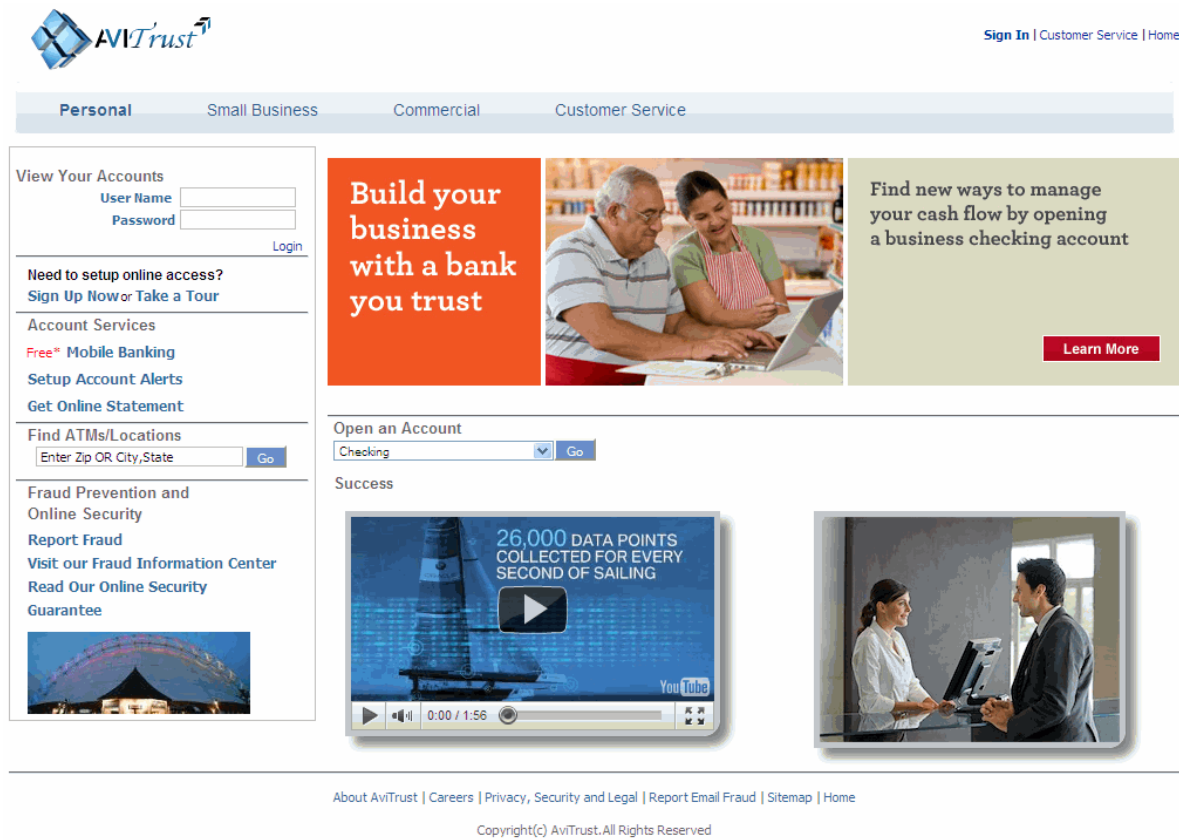 AVITrust
Sign In | Customer Service | Home
Personal Small Business Commercial Customer Service
View Your Accounts
User Name
Password
Login
Need to setup online access?
Sign Up Now or Take a Tour
Account Services
Free* Mobile Banking
Setup Account Alerts
Get Online Statement
Find ATMs/Locations
Enter Zip OR City,State Go
Fraud Prevention and
Online Security
Report Fraud
Visit our Fraud Information Center
Read Our Online Security
Guarantee
Build your
business
with a bank
you trust
Find new ways to manage
your cash flow by opening
a business checking account
Learn More
Open an Account
Checking Go
Success
26,000 DATA POINTS
COLLECTED FOR EVERY
SECOND OF SAILING
YouTube
0:00 / 1:56
About AviTrust | Careers | Privacy, Security and Legal | Report Email Fraud | Sitemap | Home
Copyright(c) AviTrust.All Rights Reserved